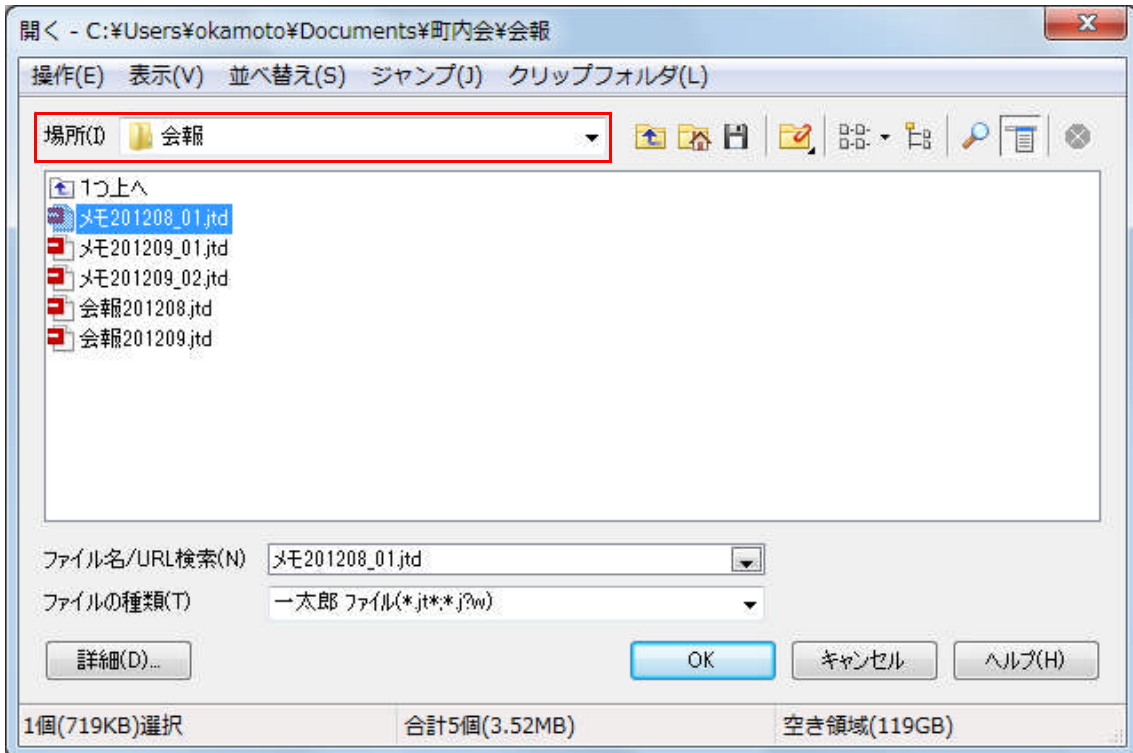 開く - C:¥Users¥okamoto¥Documents¥町内会¥会報
操作(E) 表示(V) 並べ替え(S) ジャンプ(J) クリップフォルダ(L)
場所(I) 会報
1つ上へ
メモ201208_01.jtd
メモ201209_01.jtd
メモ201209_02.jtd
会報201208.jtd
会報201209.jtd
ファイル名/URL検索(N) メモ201208_01.jtd
ファイルの種類(T) 一太郎 ファイル(*.jt*;*.j?w)
詳細(D)... OK キャンセル ヘルプ(H)
1個(719KB)選択 合計5個(3.52MB) 空き領域(119GB)